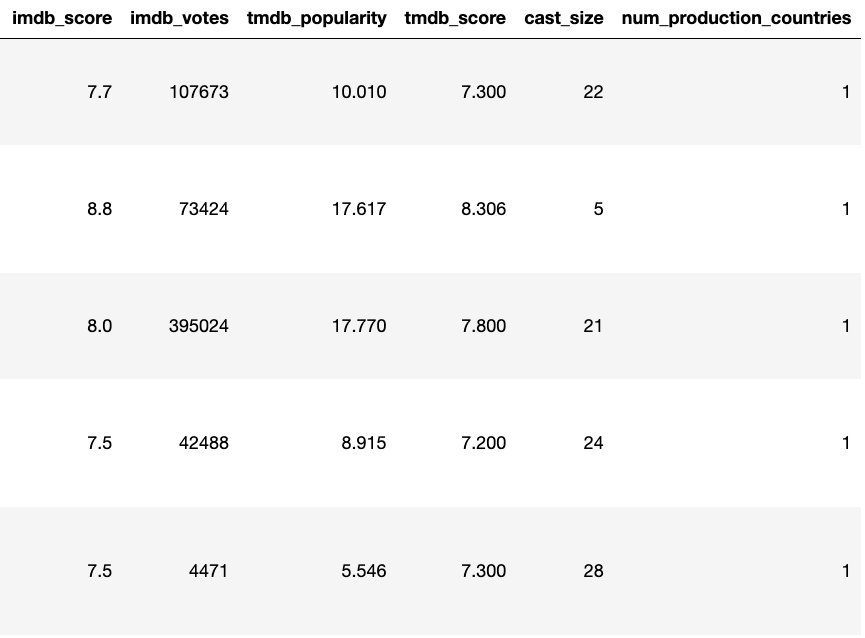 imdb_score imdb_votes tmdb_popularity tmdb_score cast_size num_production_countries
7.7 107673 10.010 7.300 22 1
8.8 73424 17.617 8.306 5 1
8.0 395024 17.770 7.800 21 1
7.5 42488 8.915 7.200 24 1
7.5 4471 5.546 7.300 28 1